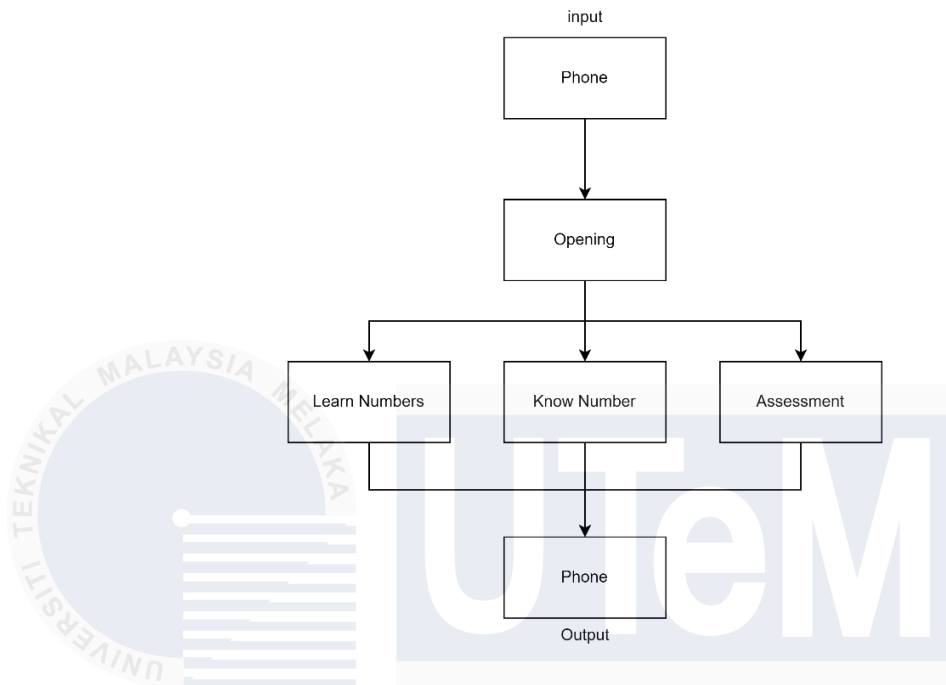 input
Phone
Opening
Learn Numbers
Know Number
Assessment
Phone
Output
UNIVERSITI TEKNIKAL MALAYSIA MELAKA
UTeM